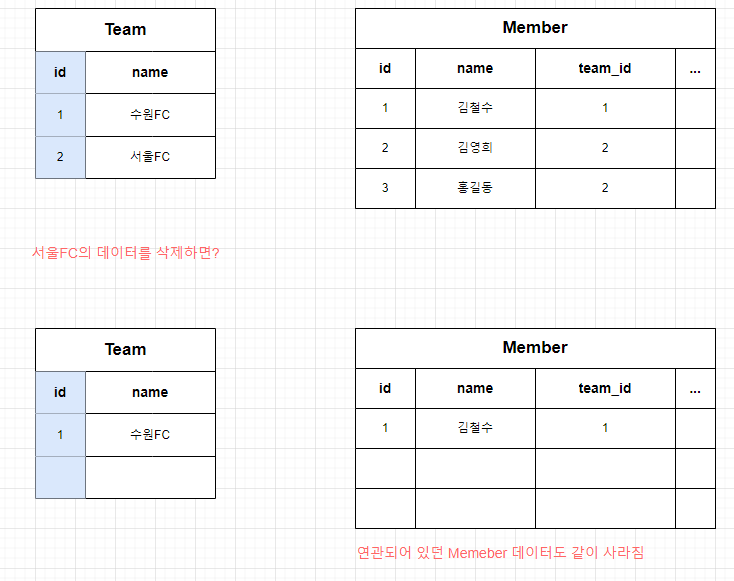 Team
id name
1 수원FC
2 서울FC
Member
id name team_id ...
1 김철수 1
2 김영희 2
3 홍길동 2
서울FC의 데이터를 삭제하면?
Team
id name
1 수원FC
Member
id name team_id ...
1 김철수 1
연관되어 있던 Memeber 데이터도 같이 사라짐